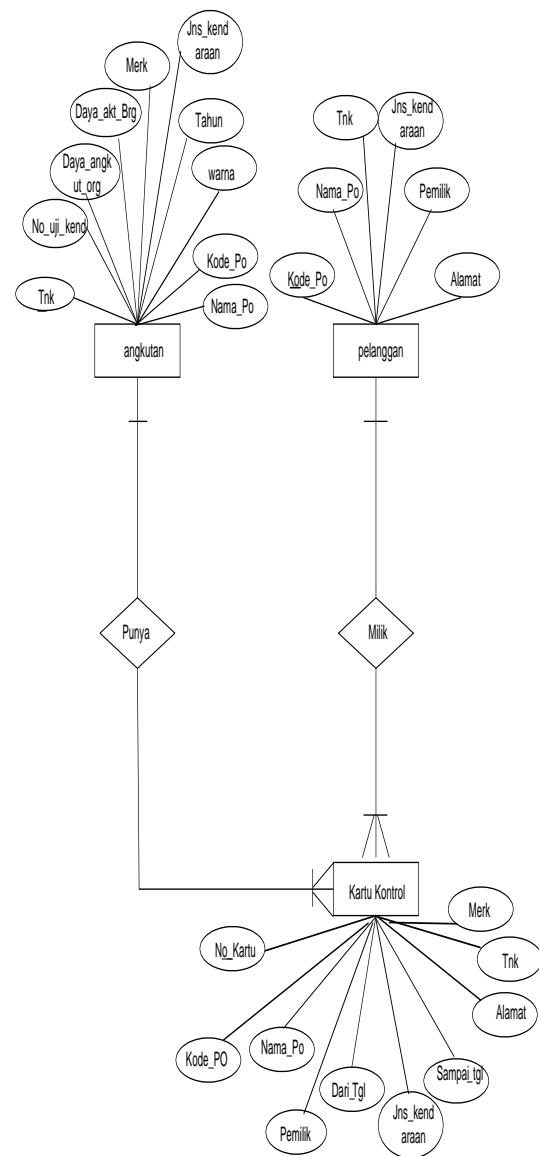 Jns_kend
araan
Merk
Daya_akt_Brg
Tahun
Daya_angk
ut_org
warna
No_uji_kend
Kode_Po
Tnk
Nama_Po
angkutan
Jns_kend
araan
Tnk
Nama_Po
Pemilik
Kode_Po
Alamat
pelanggan
Punya
Milik
Kartu Kontrol
Merk
No_Kartu
Tnk
Alamat
Kode_PO
Nama_Po
Sampai_tgl
Dari_Tgl
Jns_kend
araan
Pemilik